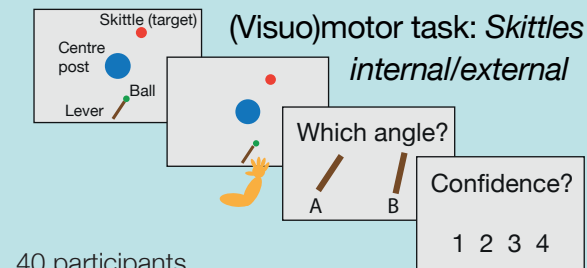 (Visuo)motor task: Skittles
internal/external
Skittle (target)
Centre
post
Ball
Lever
Which angle?
A B
Confidence?
1 2 3 4
40 participants